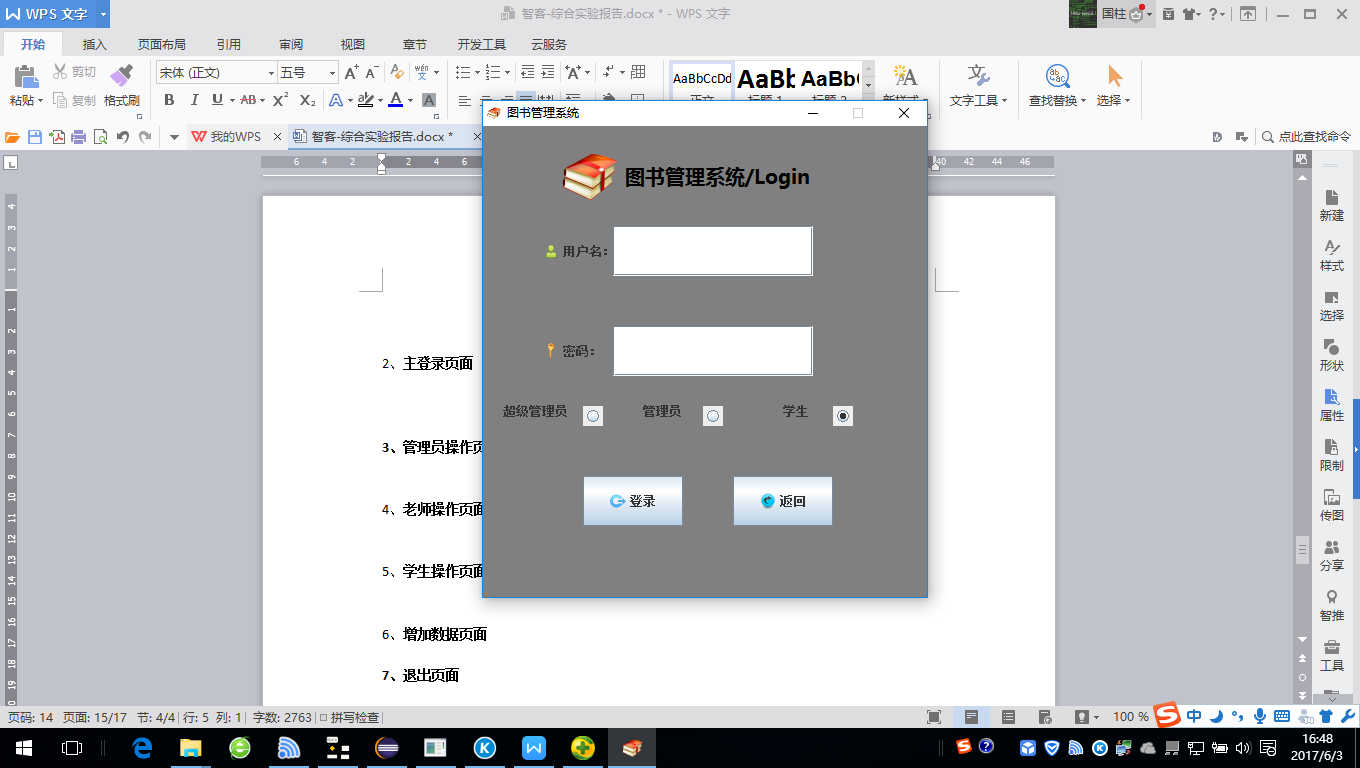 WPS 文字
智客-综合实验报告.docx * - WPS 文字
国柱
开始 插入 页面布局 引用 审阅 视图 章节 开发工具 云服务
粘贴 剪切 复制 格式刷
宋体 (正文) 五号
AaBbCcDd AaBb AaBb
新样式 文字工具 查找替换 选择
我的WPS 智客-综合实验报告.docx * 点此查找命令
6 4 2 2 4 6 40 42 44 46
图书管理系统
图书管理系统/Login
用户名：
密码：
超级管理员 管理员 学生
登录 返回
2、主登录页面
3、管理员操作页
4、老师操作页面
5、学生操作页面
6、增加数据页面
7、退出页面
新建
样式
选择
形状
属性
限制
传图
分享
智推
工具
页码: 14 页面: 15/17 节: 4/4 行: 5 列: 1 字数: 2763 拼写检查
100 %
中
16:48
2017/6/3